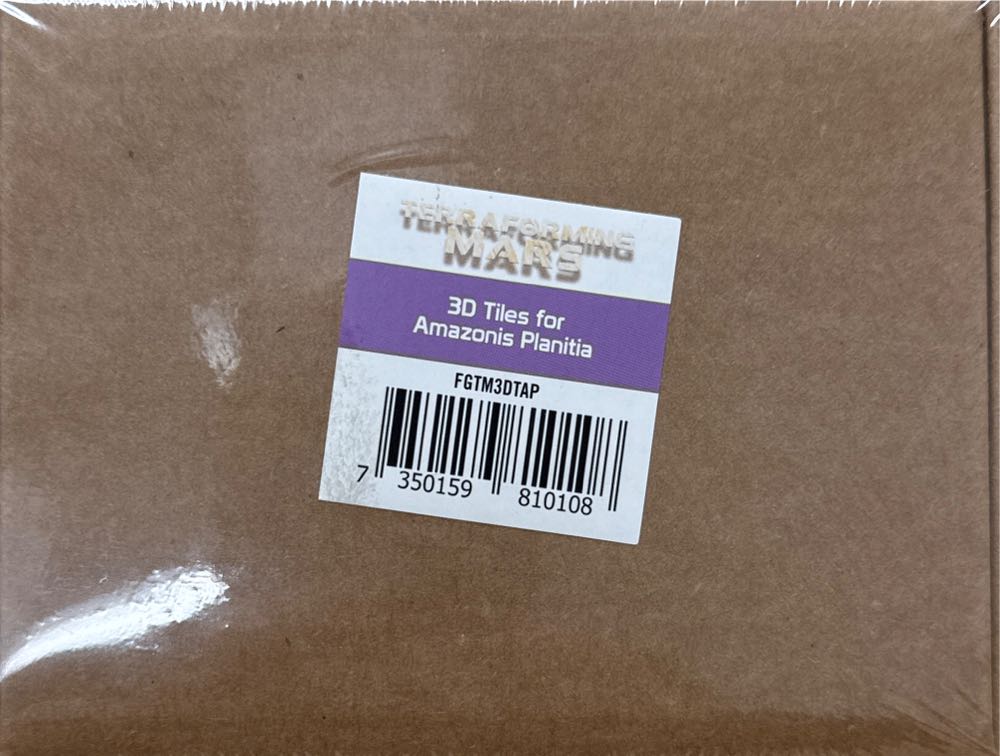 TERRAFORMING
MARS
3D Tiles for
Amazonis Planitia
FGTM3DTAP
7 350159 810108